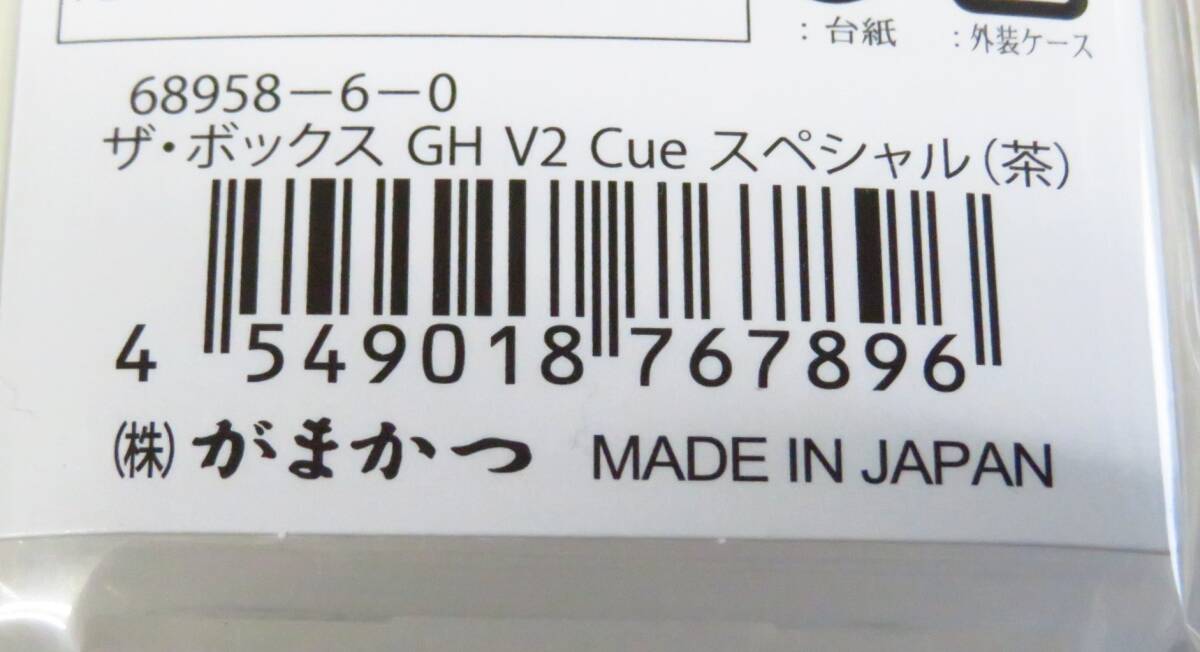 ：台紙 ：外装ケース
68958－6－0
ザ・ボックス GH V2 Cue スペシャル（茶）
4 549018 767896
（株）がまかつ MADE IN JAPAN